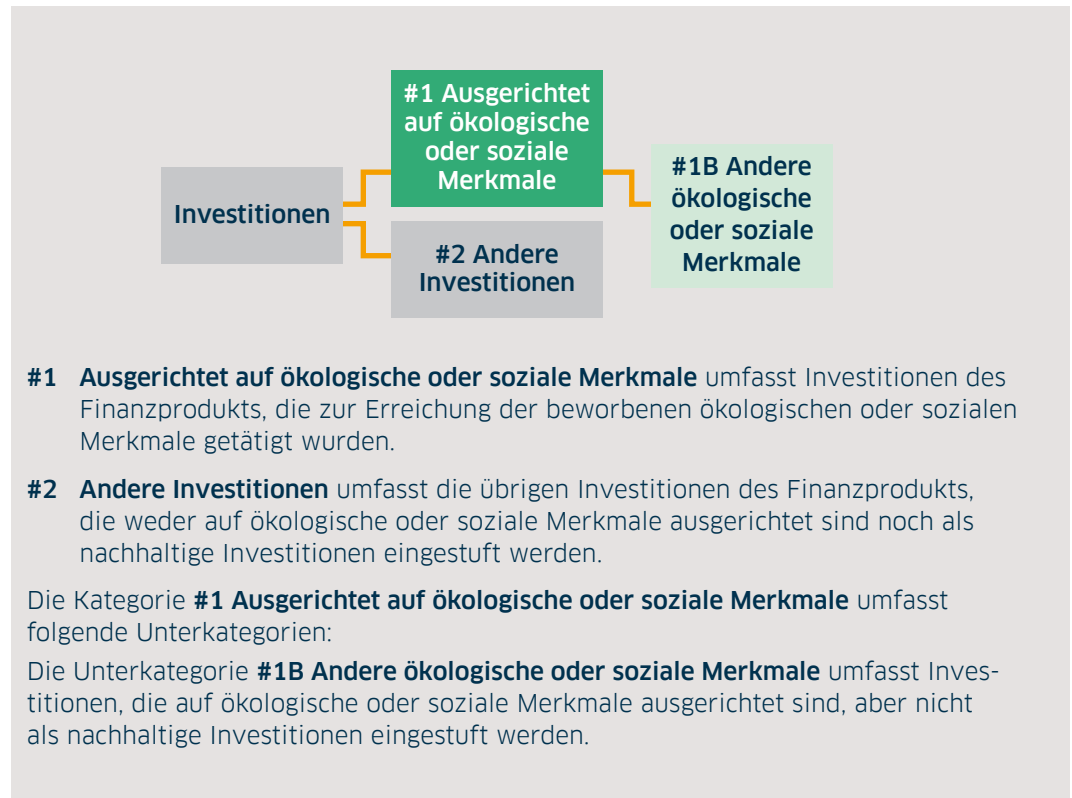 #1 Ausgerichtet
auf ökologische
oder soziale
Merkmale
#1B Andere
ökologische
oder soziale
Merkmale
Investitionen
#2 Andere
Investitionen
#1 Ausgerichtet auf ökologische oder soziale Merkmale umfasst Investitionen des
Finanzprodukts, die zur Erreichung der beworbenen ökologischen oder sozialen
Merkmale getätigt wurden.
#2 Andere Investitionen umfasst die übrigen Investitionen des Finanzprodukts,
die weder auf ökologische oder soziale Merkmale ausgerichtet sind noch als
nachhaltige Investitionen eingestuft werden.
Die Kategorie #1 Ausgerichtet auf ökologische oder soziale Merkmale umfasst
folgende Unterkategorien:
Die Unterkategorie #1B Andere ökologische oder soziale Merkmale umfasst Inves-
titionen, die auf ökologische oder soziale Merkmale ausgerichtet sind, aber nicht
als nachhaltige Investitionen eingestuft werden.